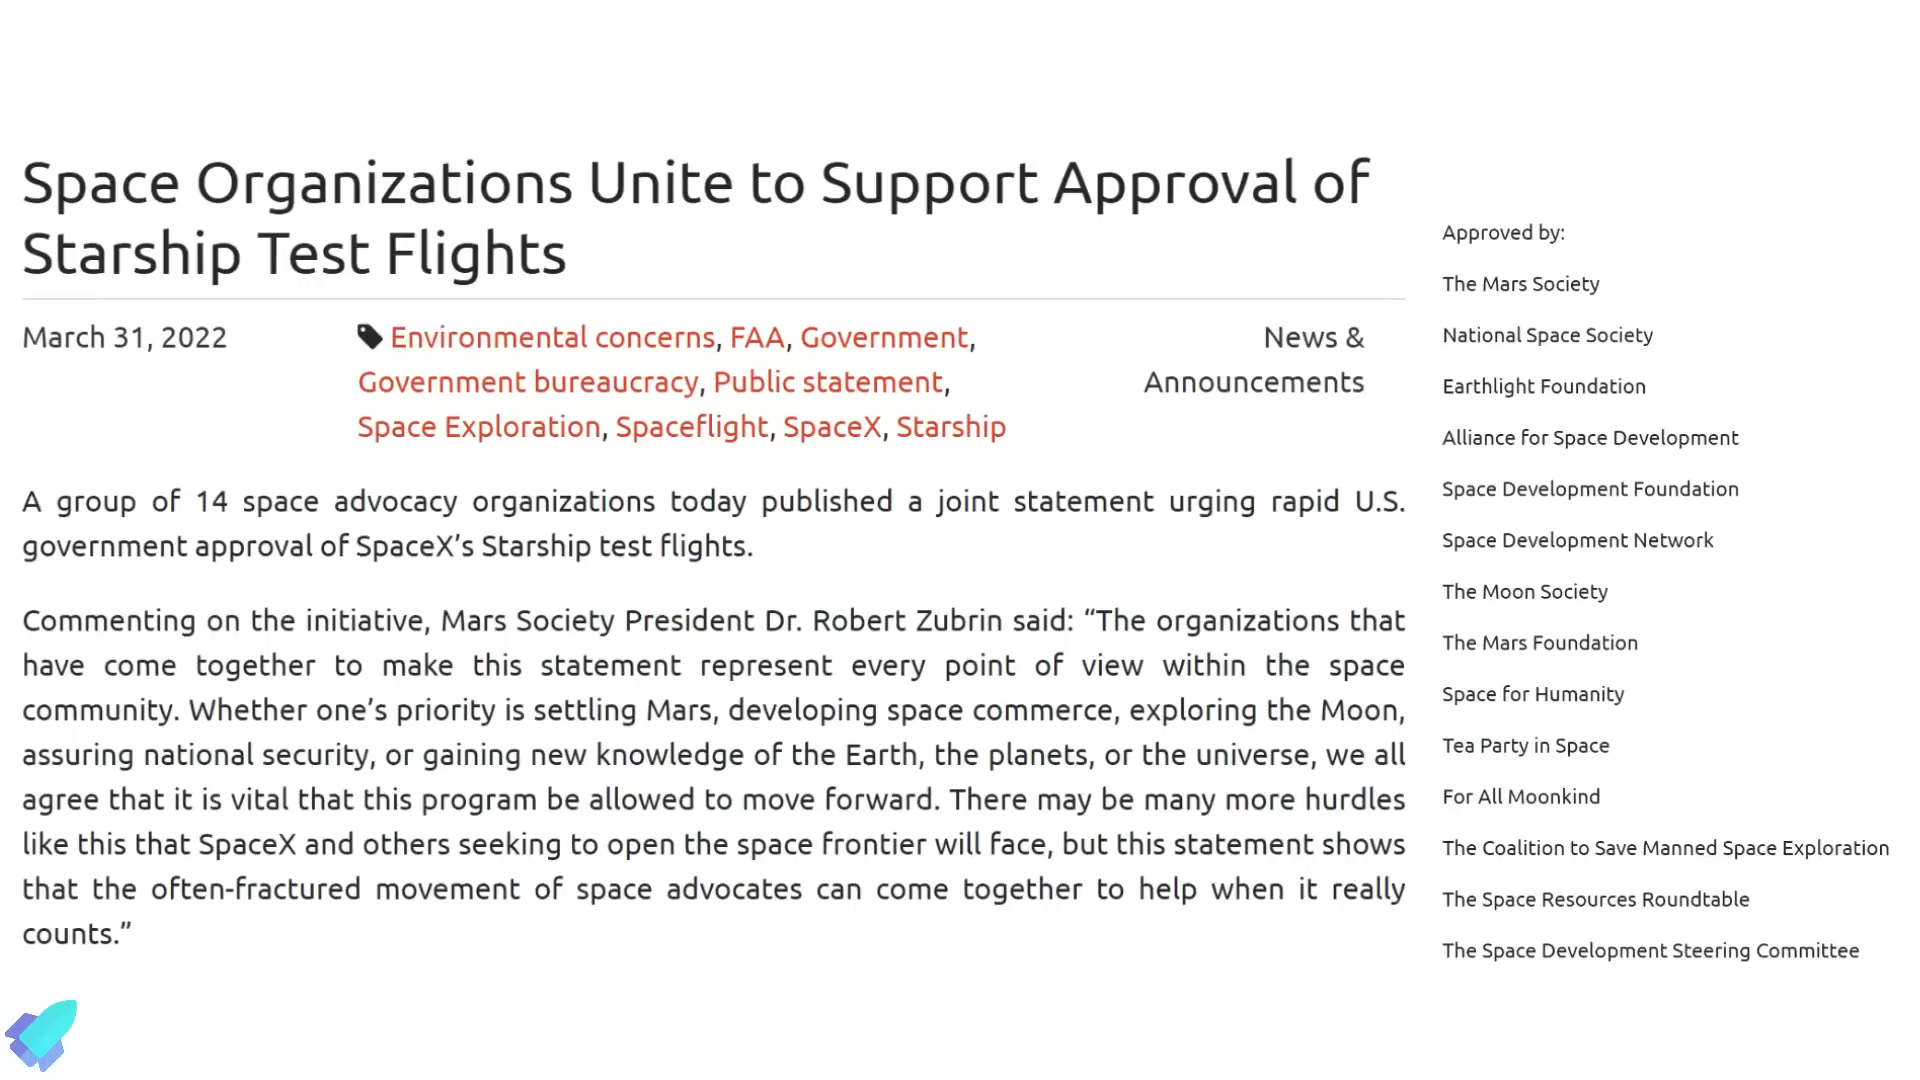 Space Organizations Unite to Support Approval of
Starship Test Flights
March 31, 2022
Environmental concerns, FAA, Government,
Government bureaucracy, Public statement,
Space Exploration, Spaceflight, SpaceX, Starship
News &
Announcements
A group of 14 space advocacy organizations today published a joint statement urging rapid U.S.
government approval of SpaceX’s Starship test flights.
Commenting on the initiative, Mars Society President Dr. Robert Zubrin said: “The organizations that
have come together to make this statement represent every point of view within the space
community. Whether one’s priority is settling Mars, developing space commerce, exploring the Moon,
assuring national security, or gaining new knowledge of the Earth, the planets, or the universe, we all
agree that it is vital that this program be allowed to move forward. There may be many more hurdles
like this that SpaceX and others seeking to open the space frontier will face, but this statement shows
that the often-fractured movement of space advocates can come together to help when it really
counts.”
Approved by:
The Mars Society
National Space Society
Earthlight Foundation
Alliance for Space Development
Space Development Foundation
Space Development Network
The Moon Society
The Mars Foundation
Space for Humanity
Tea Party in Space
For All Moonkind
The Coalition to Save Manned Space Exploration
The Space Resources Roundtable
The Space Development Steering Committee